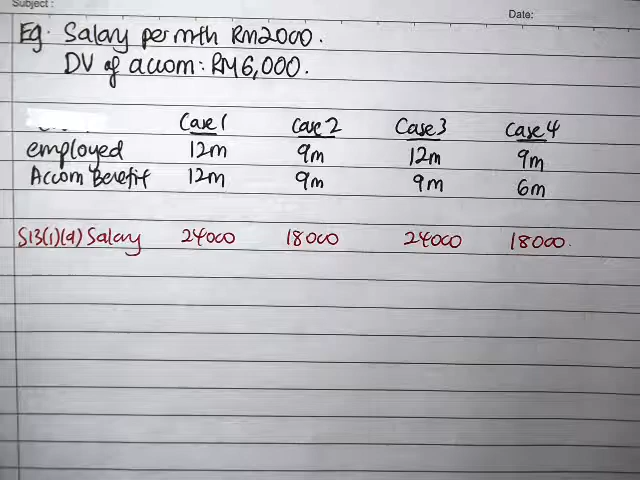 Subject:
Date:
Eg. Salary per mth RM2000.
DV of accom: RM6,000.
Case 1 Case 2 Case 3 Case 4
employed 12m 9m 12m 9m
Accom Benefit 12m 9m 9m 6m
S13(1)(a) Salary 24000 18000 24000 18000.